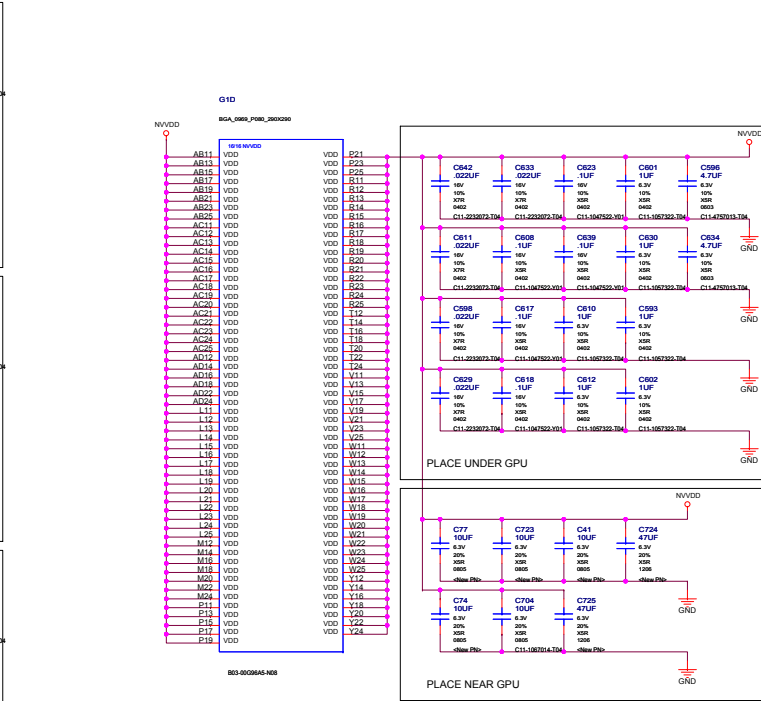 G1D
BGA_0969_P080_290X290
NVVDD
16/16 NVVDD
AB11 VDD VDD P21
AB13 VDD VDD P23
AB15 VDD VDD P25
AB17 VDD VDD R11
AB19 VDD VDD R12
AB21 VDD VDD R13
AB23 VDD VDD R14
AB25 VDD VDD R15
AC11 VDD VDD R16
AC12 VDD VDD R17
AC13 VDD VDD R18
AC14 VDD VDD R19
AC15 VDD VDD R20
AC16 VDD VDD R21
AC17 VDD VDD R22
AC18 VDD VDD R23
AC19 VDD VDD R24
AC20 VDD VDD R25
AC21 VDD VDD T12
AC22 VDD VDD T14
AC23 VDD VDD T16
AC24 VDD VDD T18
AC25 VDD VDD T20
AD12 VDD VDD T22
AD14 VDD VDD T24
AD16 VDD VDD V11
AD18 VDD VDD V13
AD22 VDD VDD V15
AD24 VDD VDD V17
L11 VDD VDD V19
L12 VDD VDD V21
L13 VDD VDD V23
L14 VDD VDD V25
L15 VDD VDD W11
L16 VDD VDD W12
L17 VDD VDD W13
L18 VDD VDD W14
L19 VDD VDD W15
L20 VDD VDD W16
L21 VDD VDD W17
L22 VDD VDD W18
L23 VDD VDD W19
L24 VDD VDD W20
L25 VDD VDD W21
M12 VDD VDD W22
M14 VDD VDD W23
M16 VDD VDD W24
M18 VDD VDD W25
M20 VDD VDD Y12
M22 VDD VDD Y14
M24 VDD VDD Y16
P11 VDD VDD Y18
P13 VDD VDD Y20
P15 VDD VDD Y22
P17 VDD VDD Y24
P19 VDD
B03-00G96A5-N08
NVVDD
C642 C633 C623 C601 C596
.022UF .022UF .1UF 1UF 4.7UF
16V 16V 16V 6.3V 6.3V
10% 10% 10% 10% 10%
X7R X7R X5R X5R X5R
0402 0402 0402 0402 0603
C11-2232072-T04 C11-2232072-T04 C11-1047522-Y01 C11-1057322-T04 C11-4757013-T04
GND
C611 C608 C639 C630 C634
.022UF .1UF .1UF 1UF 4.7UF
16V 16V 16V 6.3V 6.3V
10% 10% 10% 10% 10%
X7R X5R X5R X5R X5R
0402 0402 0402 0402 0603
C11-2232072-T04 C11-1047522-Y01 C11-1047522-Y01 C11-1057322-T04 C11-4757013-T04
GND
C598 C617 C610 C593
.022UF .1UF 1UF 1UF
16V 16V 6.3V 6.3V
10% 10% 10% 10%
X7R X5R X5R X5R
0402 0402 0402 0402
C11-2232072-T04 C11-1047522-Y01 C11-1057322-T04 C11-1057322-T04
GND
C629 C618 C612 C602
.022UF .1UF 1UF 1UF
16V 16V 6.3V 6.3V
10% 10% 10% 10%
X7R X5R X5R X5R
0402 0402 0402 0402
C11-2232072-T04 C11-1047522-Y01 C11-1057322-T04 C11-1057322-T04
GND
PLACE UNDER GPU
NVVDD
C77 C723 C41 C724
10UF 10UF 10UF 47UF
6.3V 6.3V 6.3V 6.3V
20% 20% 20% 20%
X5R X5R X5R X5R
0805 0805 0805 1206
<New PN> <New PN> <New PN> <New PN>
GND
C74 C704 C725
10UF 10UF 47UF
6.3V 6.3V 6.3V
20% 20% 20%
X5R X5R X5R
0805 0805 1206
<New PN> C11-1067014-T04 <New PN>
GND
PLACE NEAR GPU